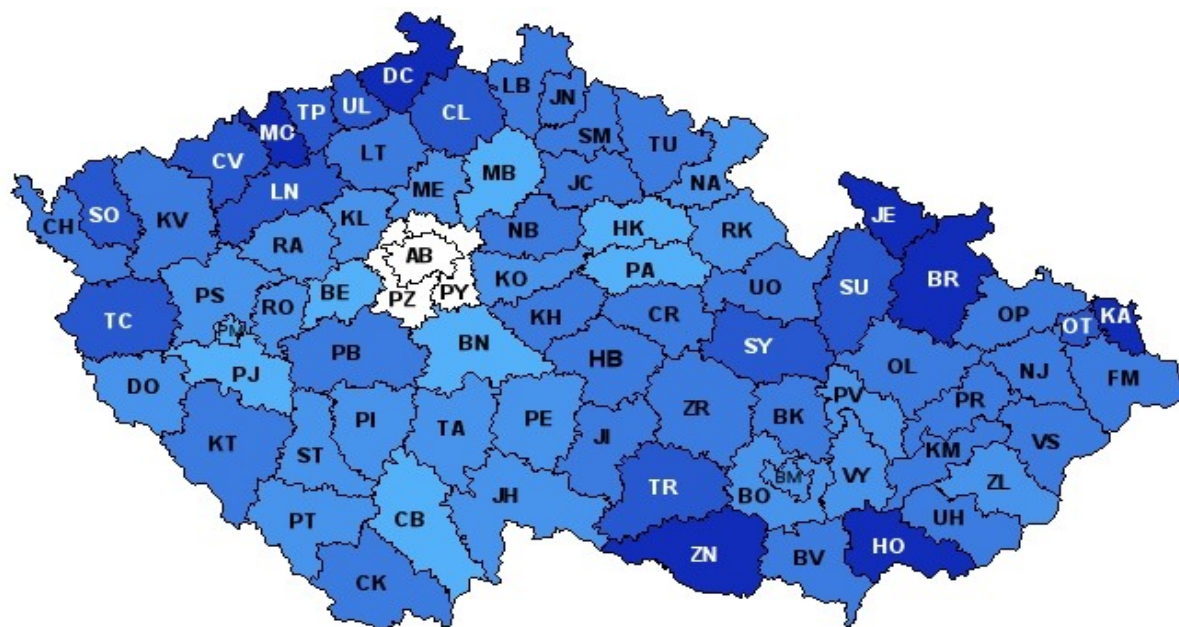 DC
LB
JN
TP
UL
CL
MO
SM
TU
CV
LT
MB
JC
NA
LN
ME
SO
KV
CH
KL
NB
HK
RK
JE
RA
AB
PA
BR
PS
RO
BE
PZ
PY
KO
UO
SU
TC
PM
KH
CR
OP
OT
KA
PB
BN
SY
DO
PJ
HB
OL
NJ
FM
PI
TA
PE
ZR
BK
PV
PR
KT
ST
JI
KM
VS
TR
BO
BM
VY
ZL
PT
CB
JH
UH
CK
ZN
BV
HO